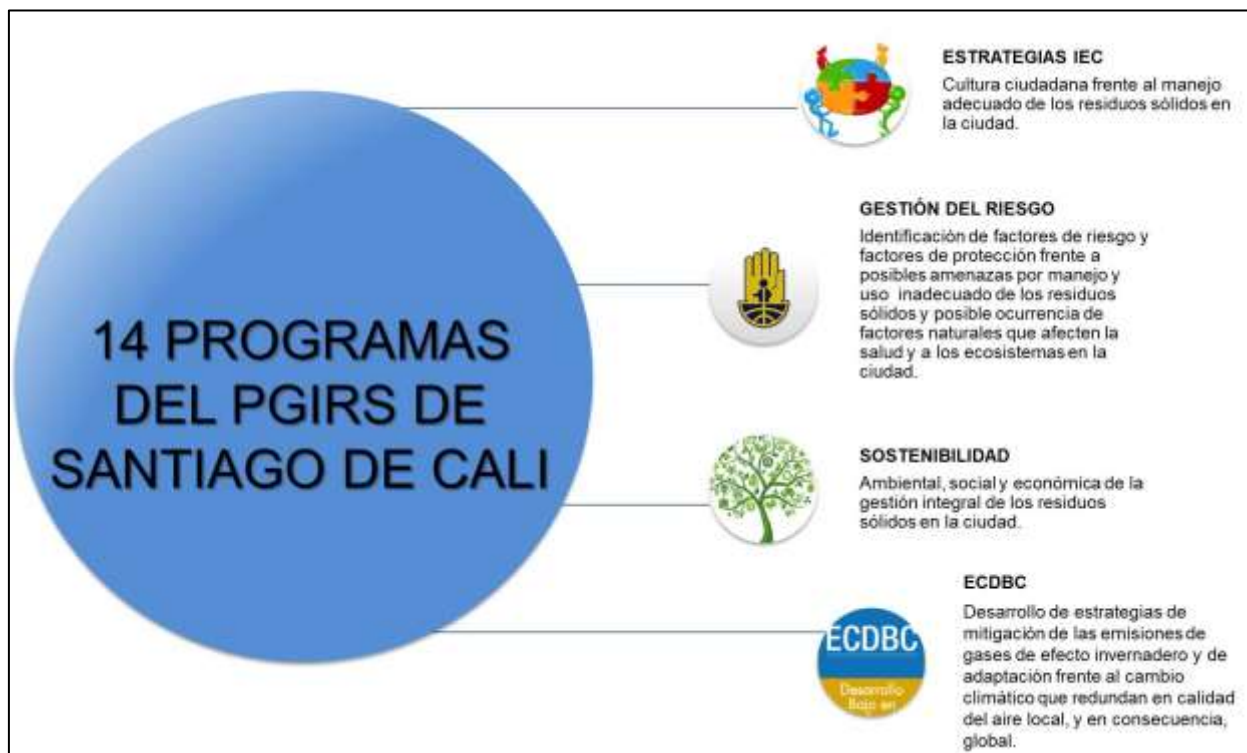 14 PROGRAMAS
DEL PGIRS DE
SANTIAGO DE CALI
ESTRATEGIAS IEC
Cultura ciudadana frente al manejo
adecuado de los residuos sólidos en
la ciudad.
GESTIÓN DEL RIESGO
Identificación de factores de riesgo y
factores de protección frente a
posibles amenazas por manejo y
uso inadecuado de los residuos
sólidos y posible ocurrencia de
factores naturales que afecten la
salud y a los ecosistemas en la
ciudad.
SOSTENIBILIDAD
Ambiental, social y económica de la
gestión integral de los residuos
sólidos en la ciudad.
ECDBC
Desarrollo
Bajo en
ECDBC
Desarrollo de estrategias de
mitigación de las emisiones de
gases de efecto invernadero y de
adaptación frente al cambio
climático que redundan en calidad
del aire local, y en consecuencia,
global.